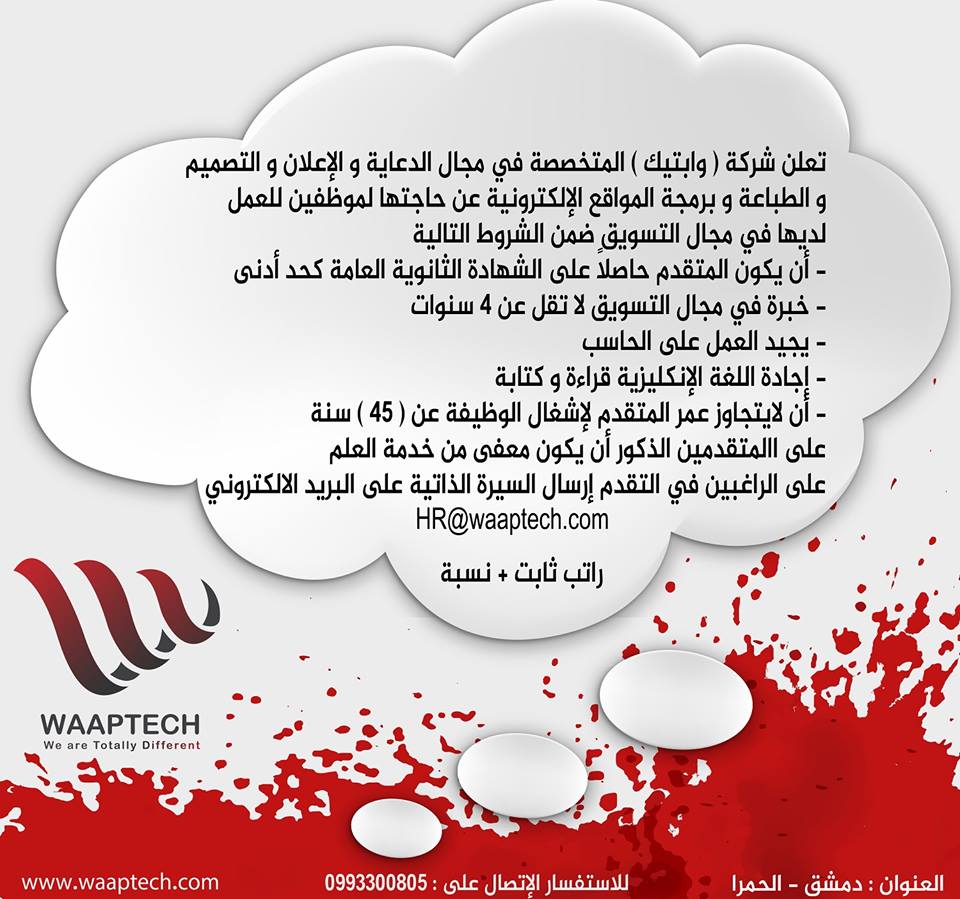 تعلن شركة ( وابتيك ) المتخصصة في مجال الدعاية و الإعلان و التصميم
و الطباعة و برمجة المواقع الإلكترونية عن حاجتها لموظفين للعمل
لديها في مجال التسويق ضمن الشروط التالية
- أن يكون المتقدم حاصلاً على الشهادة الثانوية العامة كحد أدنى
- خبرة في مجال التسويق لا تقل عن 4 سنوات
- يجيد العمل على الحاسب
- إجادة اللغة الإنكليزية قراءة و كتابة
- أن لايتجاوز عمر المتقدم لإشغال الوظيفة عن ( 45 ) سنة
على االمتقدمين الذكور أن يكون معفى من خدمة العلم
على الراغبين في التقدم إرسال السيرة الذاتية على البريد الالكتروني
HR@waaptech.com
راتب ثابت + نسبة
WAAPTECH
We are Totally Different
العنوان : دمشق - الحمرا
للاستفسار الإتصال على : 0993300805
www.waaptech.com